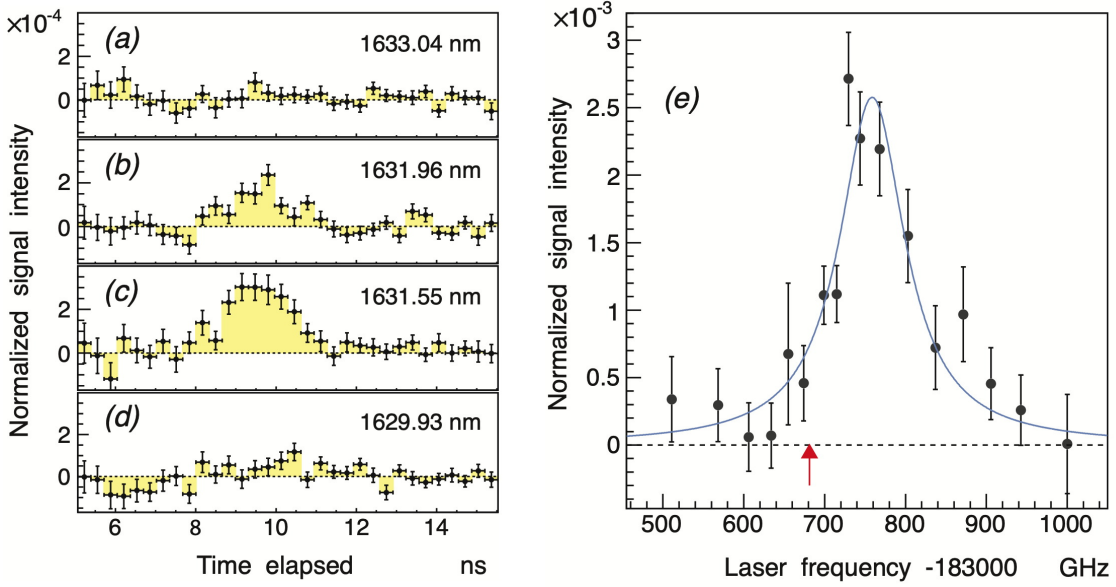 ×10⁻⁴
(a)
1633.04 nm
2
0
(b)
1631.96 nm
2
0
(c)
1631.55 nm
2
0
(d)
1629.93 nm
2
0
6 8 10 12 14
Time elapsed ns
Normalized signal intensity
×10⁻³
(e)
3
2.5
2
1.5
1
0.5
0
500 600 700 800 900 1000
Laser frequency -183000 GHz
Normalized signal intensity